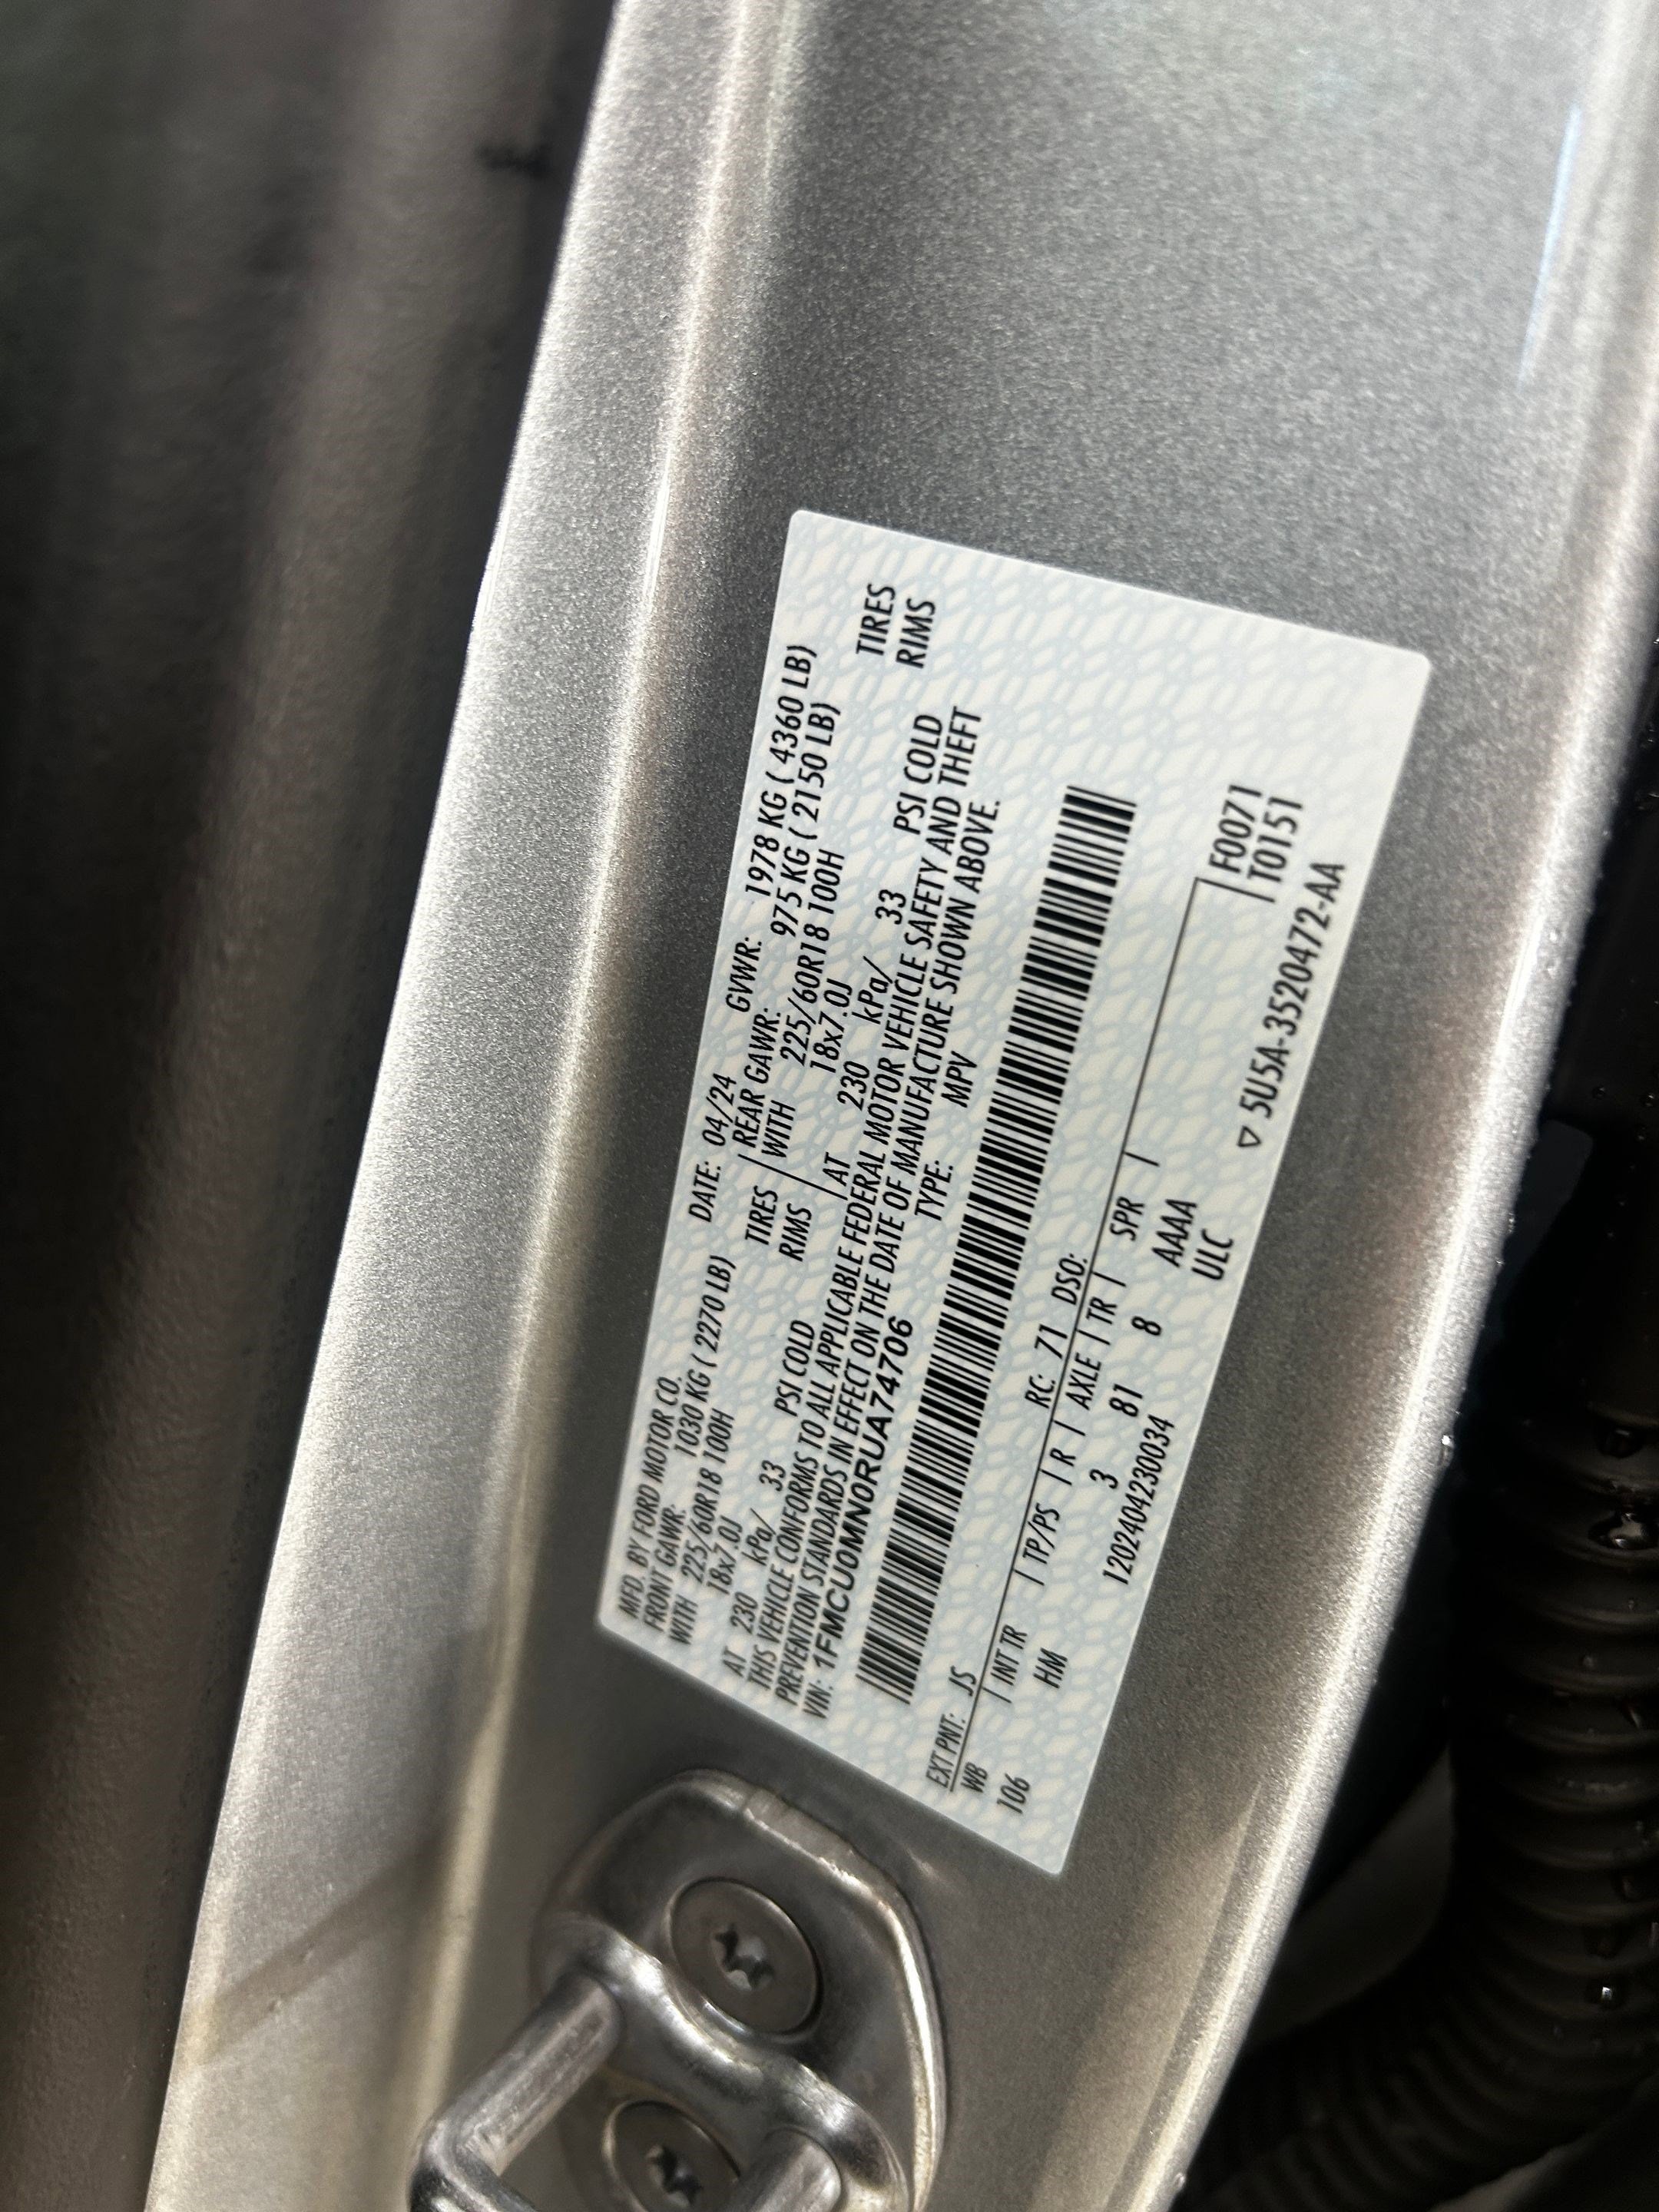 MFD. BY FORD MOTOR CO. DATE: 04/24 GVWR: 1978 KG ( 4360 LB)
FRONT GAWR: 1030 KG ( 2270 LB) REAR GAWR: 975 KG ( 2150 LB)
WITH 225/60R18 100H TIRES WITH 225/60R18 100H TIRES
18x7.0J RIMS 18x7.0J RIMS
AT 230 kPa/ 33 PSI COLD AT 230 kPa/ 33 PSI COLD
THIS VEHICLE CONFORMS TO ALL APPLICABLE FEDERAL MOTOR VEHICLE SAFETY AND THEFT
PREVENTION STANDARDS IN EFFECT ON THE DATE OF MANUFACTURE SHOWN ABOVE.
VIN: 1FMCU0MN0RUA74706 TYPE: MPV
EXT PNT: JS RC: 71 DSO:
WB | INT TR | TP/PS | R | AXLE | TR | SPR | F0071
106 HM 3 81 8 AAAA T0151
1202404230034 ULC
▽ 5U5A-3520472-AA